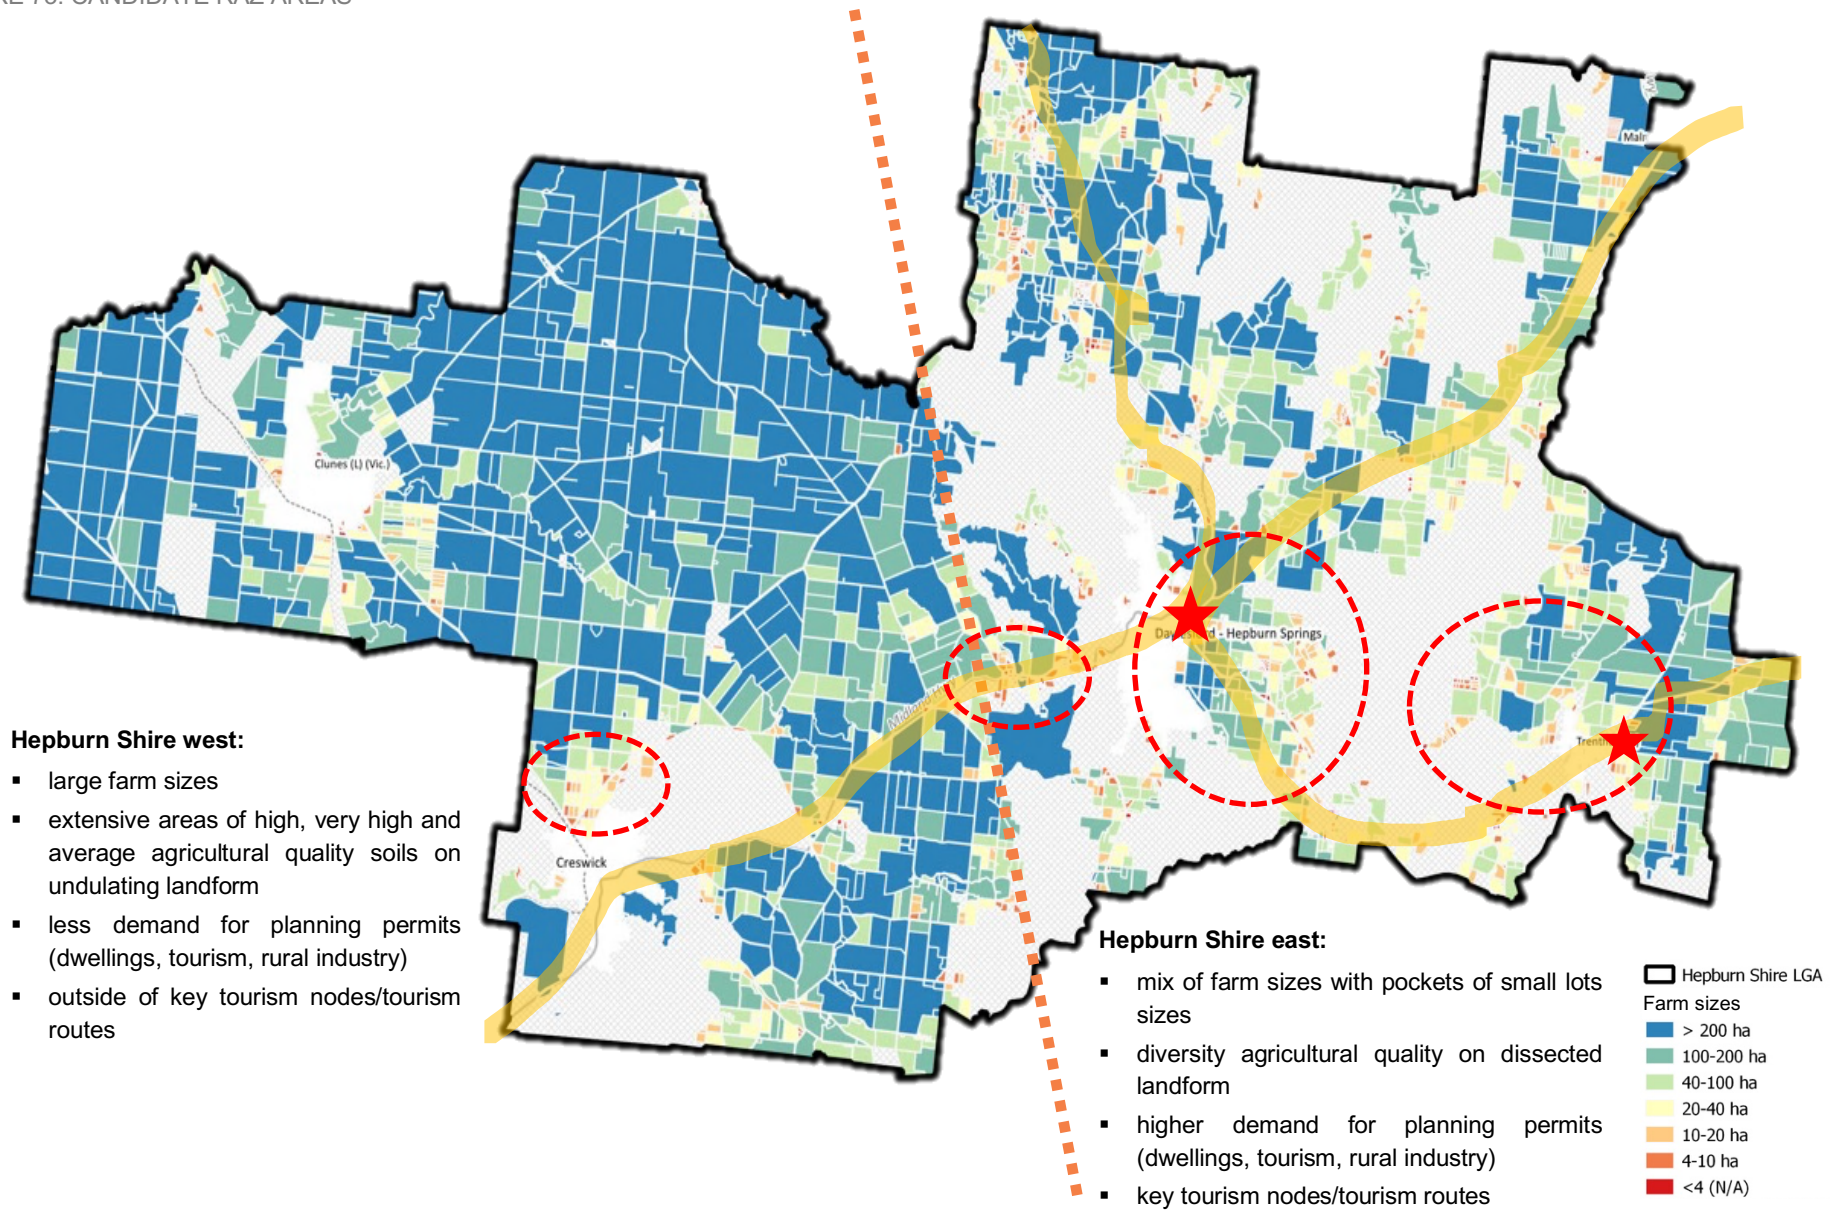 CANDIDATE RAZ AREAS
Clunes (L) (Vic.)
Midland
Daylesford - Hepburn Springs
Creswick
Hepburn Shire west:
▪ large farm sizes
▪ extensive areas of high, very high and
average agricultural quality soils on
undulating landform
▪ less demand for planning permits
(dwellings, tourism, rural industry)
▪ outside of key tourism nodes/tourism
routes
Hepburn Shire east:
▪ mix of farm sizes with pockets of small lots
sizes
▪ diversity agricultural quality on dissected
landform
▪ higher demand for planning permits
(dwellings, tourism, rural industry)
▪ key tourism nodes/tourism routes
Hepburn Shire LGA
Farm sizes
> 200 ha
100-200 ha
40-100 ha
20-40 ha
10-20 ha
4-10 ha
<4 (N/A)